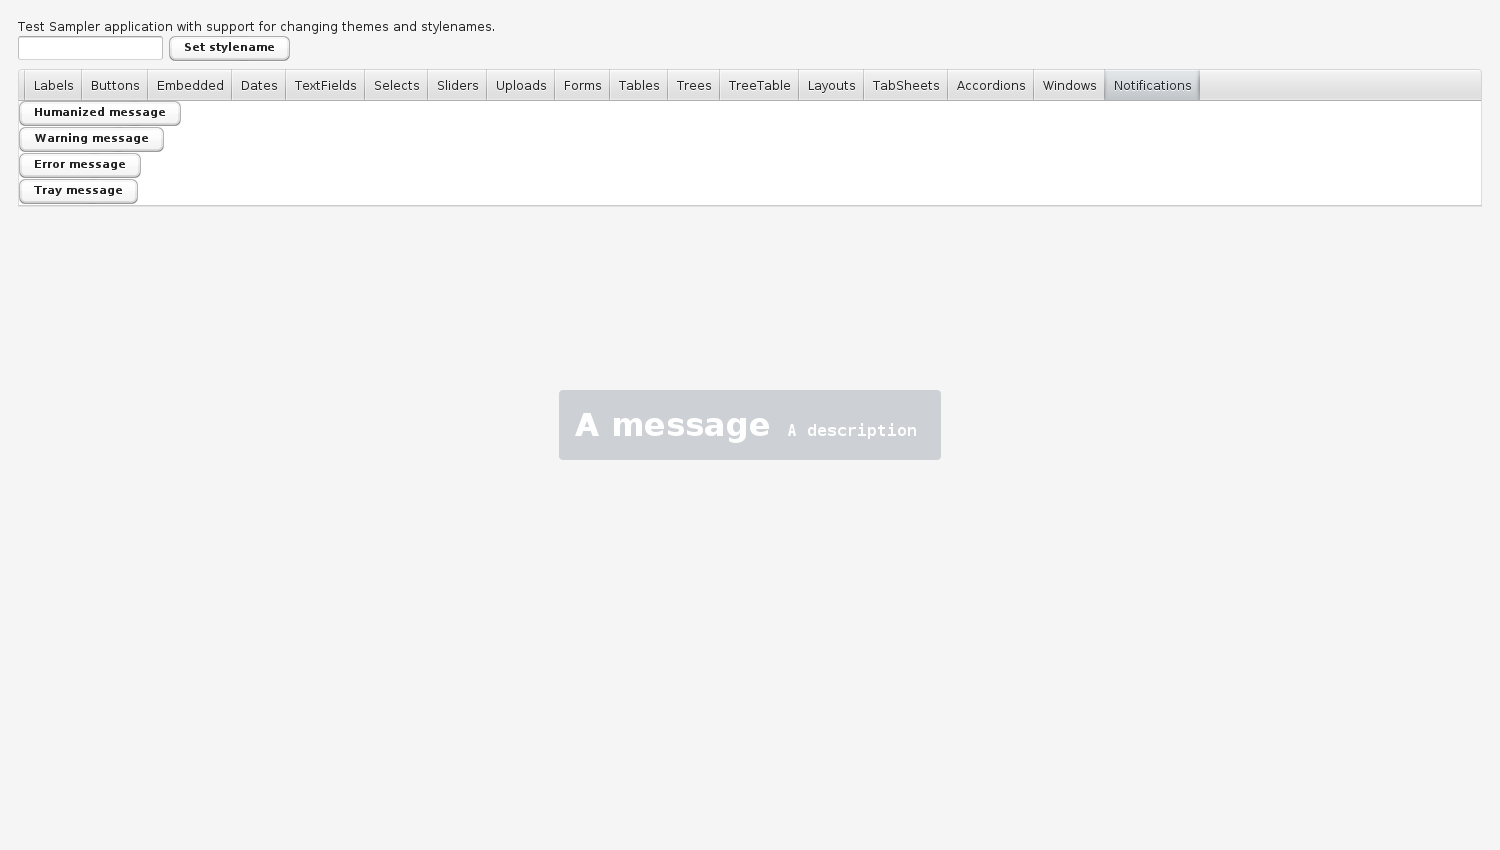 Test Sampler application with support for changing themes and stylenames.
Set stylename
Labels Buttons Embedded Dates TextFields Selects Sliders Uploads Forms Tables Trees TreeTable Layouts TabSheets Accordions Windows Notifications
Humanized message
Warning message
Error message
Tray message
A message A description